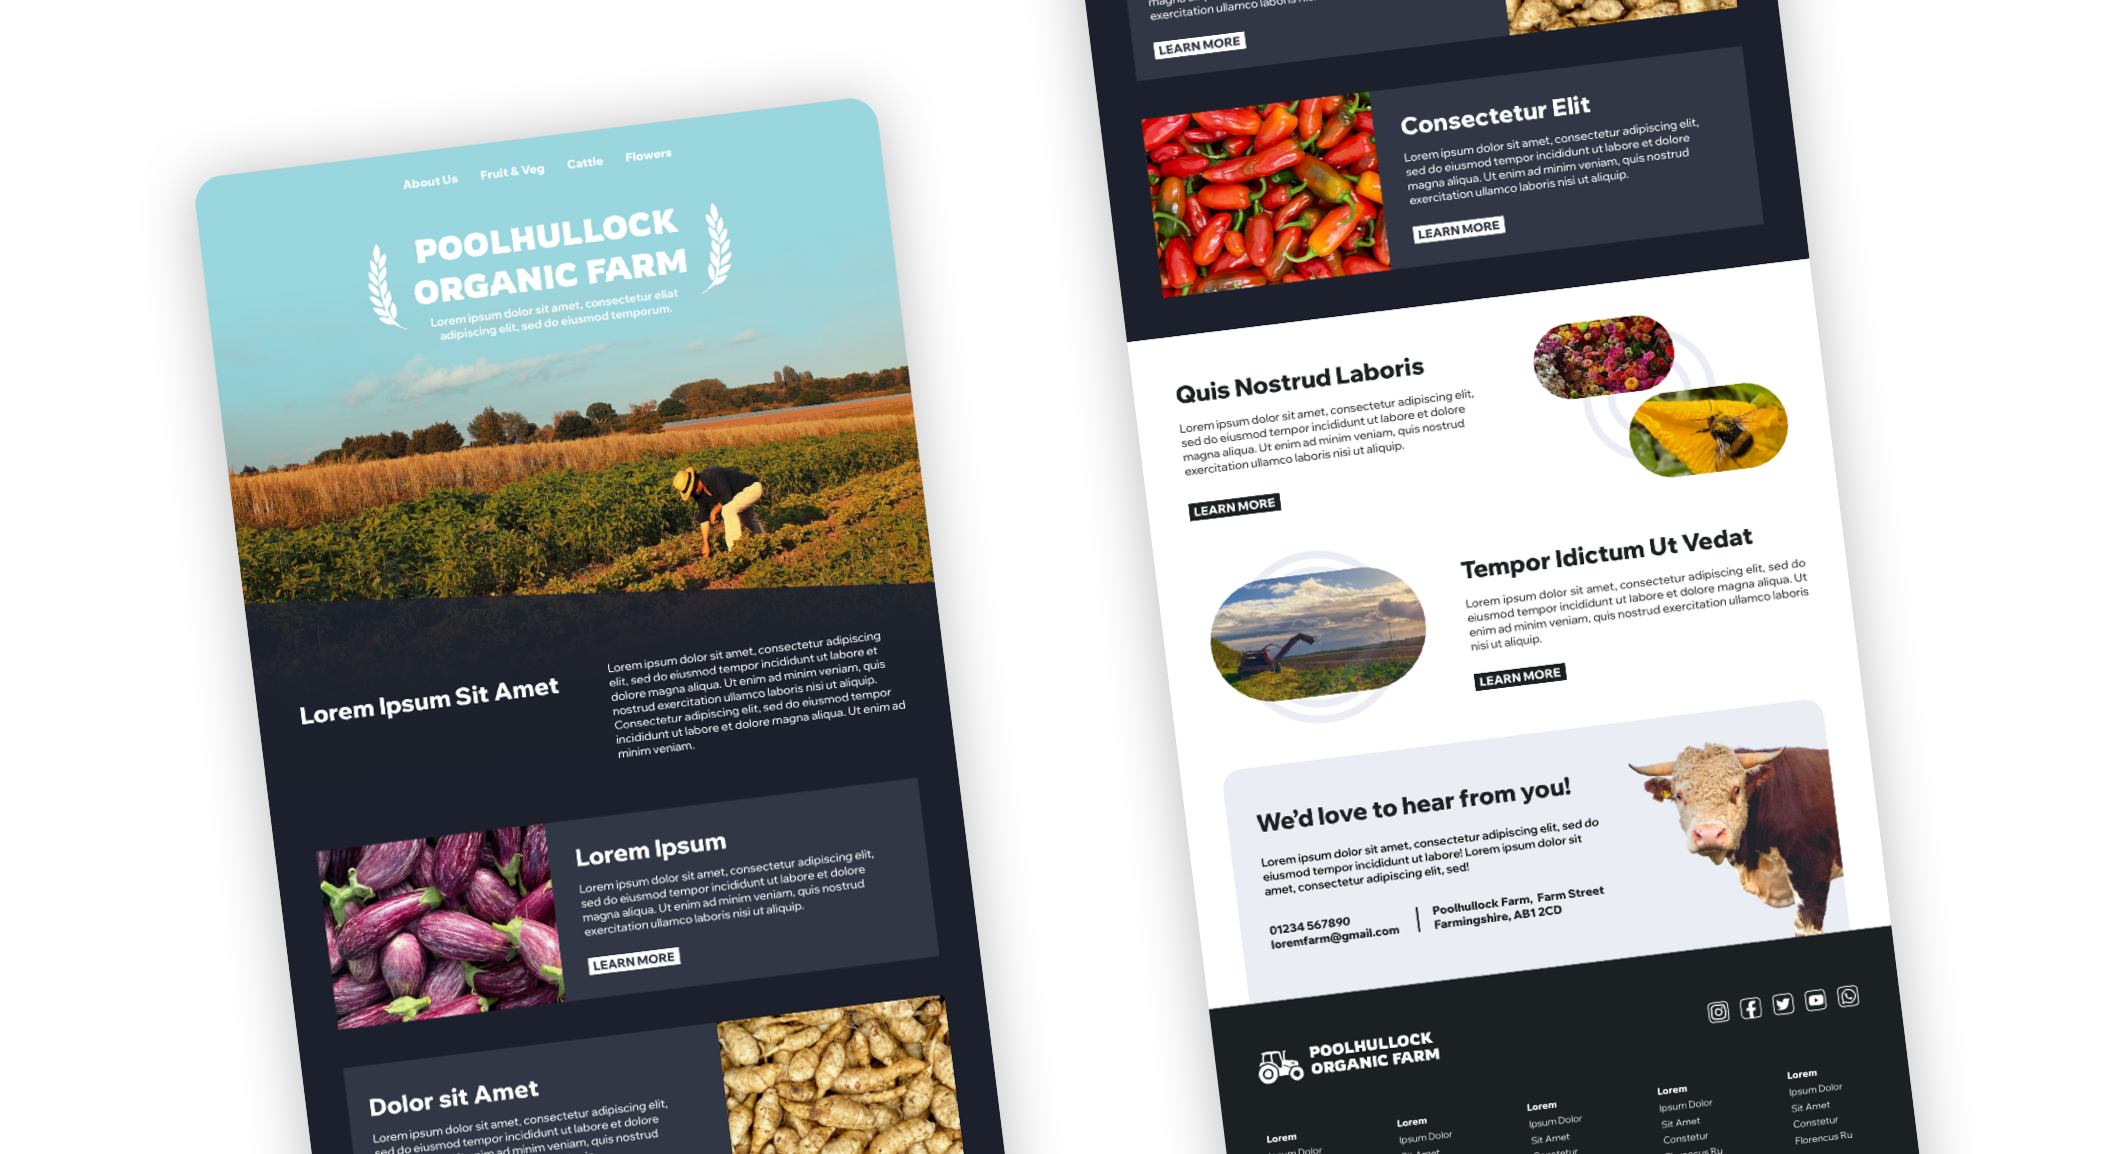 About Us
Fruit & Veg
Cattle
Flowers
POOLHULLOCK
ORGANIC FARM
Lorem ipsum dolor sit amet, consectetur eliat
adipiscing elit, sed do eiusmod temporum.
Lorem Ipsum Sit Amet
Lorem ipsum dolor sit amet, consectetur adipiscing
elit, sed do eiusmod tempor incididunt ut labore et
dolore magna aliqua. Ut enim ad minim veniam, quis
nostrud exercitation ullamco laboris nisi ut aliquip.
Consectetur adipiscing elit, sed do eiusmod tempor
incididunt ut labore et dolore magna aliqua. Ut enim ad
minim veniam.
Lorem Ipsum
Lorem ipsum dolor sit amet, consectetur adipiscing elit,
sed do eiusmod tempor incididunt ut labore et dolore
magna aliqua. Ut enim ad minim veniam, quis nostrud
exercitation ullamco laboris nisi ut aliquip.
LEARN MORE
Dolor sit Amet
Lorem ipsum dolor sit amet, consectetur adipiscing elit,
sed do eiusmod tempor incididunt ut labore et dolore
enim ad minim veniam, quis nostrud
exercitation ullamco laboris
LEARN MORE
Consectetur Elit
Lorem ipsum dolor sit amet, consectetur adipiscing elit,
sed do eiusmod tempor incididunt ut labore et dolore
magna aliqua. Ut enim ad minim veniam, quis nostrud
exercitation ullamco laboris nisi ut aliquip.
LEARN MORE
Quis Nostrud Laboris
Lorem ipsum dolor sit amet, consectetur adipiscing elit,
sed do eiusmod tempor incididunt ut labore et dolore
magna aliqua. Ut enim ad minim veniam, quis nostrud
exercitation ullamco laboris nisi ut aliquip.
LEARN MORE
Tempor Idictum Ut Vedat
Lorem ipsum dolor sit amet, consectetur adipiscing elit, sed do
eiusmod tempor incididunt ut labore et dolore magna aliqua. Ut
enim ad minim veniam, quis nostrud exercitation ullamco laboris
nisi ut aliquip.
LEARN MORE
We'd love to hear from you!
Lorem ipsum dolor sit amet, consectetur adipiscing elit, sed do
eiusmod tempor incididunt ut labore! Lorem ipsum dolor sit
amet, consectetur adipiscing elit, sed!
01234 567890
loremfarm@gmail.com
Poolhullock Farm, Farm Street
Farmingshire, AB1 2CD
POOLHULLOCK
ORGANIC FARM
Lorem
Ipsum Dolor
Lorem
Ipsum Dolor
Sit Amet
Lorem
Ipsum Dolor
Sit Amet
Constetur
Lorem
Ipsum Dolor
Sit Amet
Constetur
Florencus Ru
Lorem
Ipsum Dolor
Sit Amet
Constetur
Florencus Ru